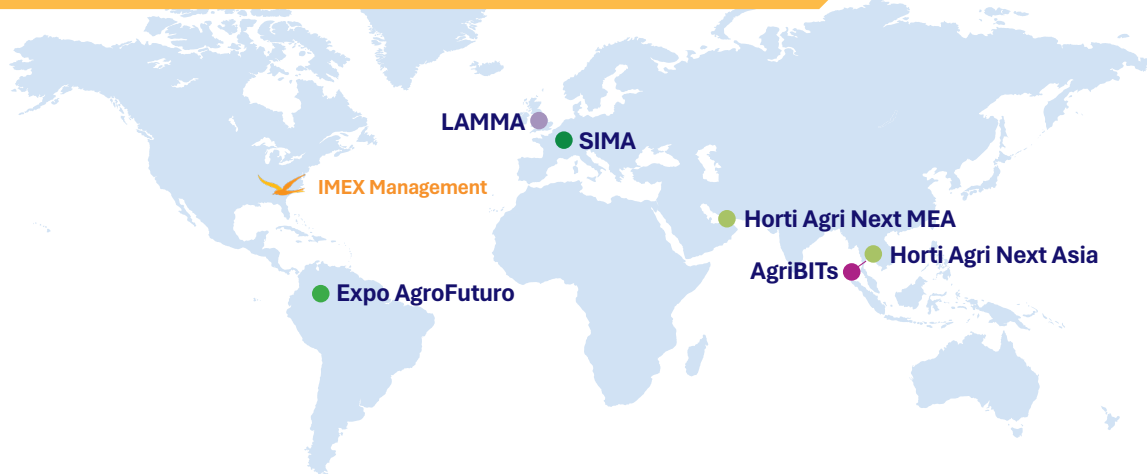 LAMMA
SIMA
IMEX Management
Horti Agri Next MEA
Horti Agri Next Asia
AgriBITs
Expo AgroFuturo